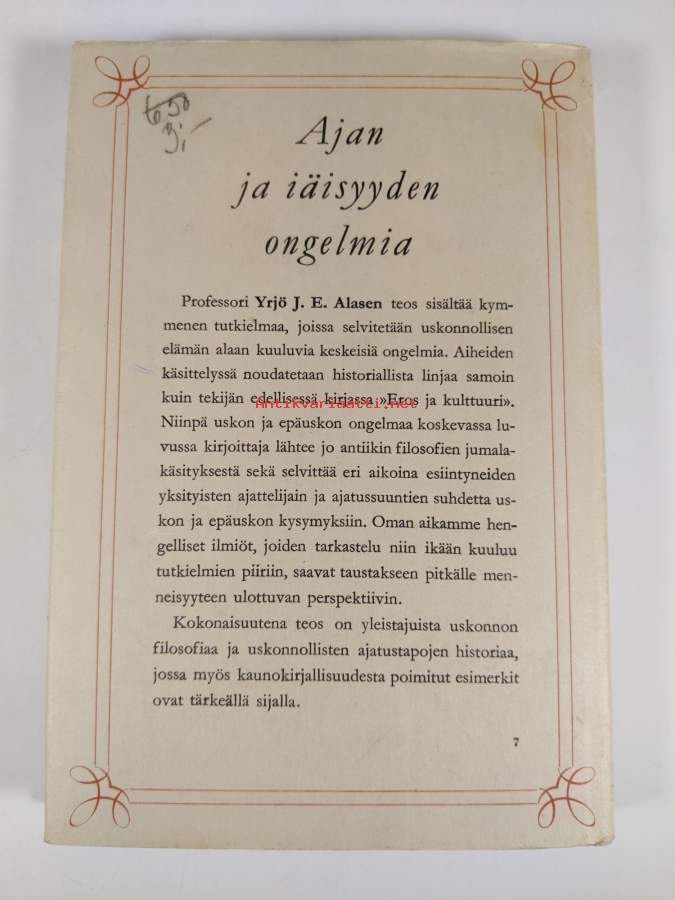 6 50
3,-
Ajan
ja iäisyyden
ongelmia
Professori Yrjö J. E. Alasen teos sisältää kym-
menen tutkielmaa, joissa selvitetään uskonnollisen
elämän alaan kuuluvia keskeisiä ongelmia. Aiheiden
käsittelyssä noudatetaan historiallista linjaa samoin
kuin tekijän edellisessä kirjassa »Eros ja kulttuuri».
Antikvariaatti.net
Niinpä uskon ja epäuskon ongelmaa koskevassa lu-
vussa kirjoittaja lähtee jo antiikin filosofien jumala-
käsityksestä sekä selvittää eri aikoina esiintyneiden
yksityisten ajattelijain ja ajatussuuntien suhdetta us-
kon ja epäuskon kysymyksiin. Oman aikamme hen-
gelliset ilmiöt, joiden tarkastelu niin ikään kuuluu
tutkielmien piiriin, saavat taustakseen pitkälle men-
neisyyteen ulottuvan perspektiivin.
Kokonaisuutena teos on yleistajuista uskonnon
filosofiaa ja uskonnollisten ajatustapojen historiaa,
jossa myös kaunokirjallisuudesta poimitut esimerkit
ovat tärkeällä sijalla.
7